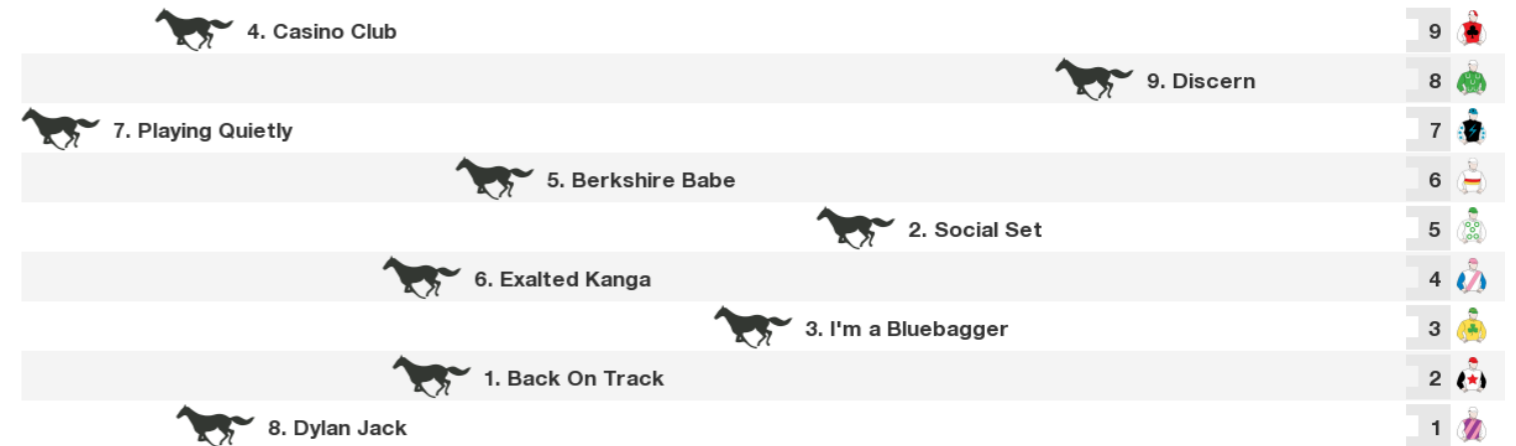 4. Casino Club 9
9. Discern 8
7. Playing Quietly 7
5. Berkshire Babe 6
2. Social Set 5
6. Exalted Kanga 4
3. I'm a Bluebagger 3
1. Back On Track 2
8. Dylan Jack 1